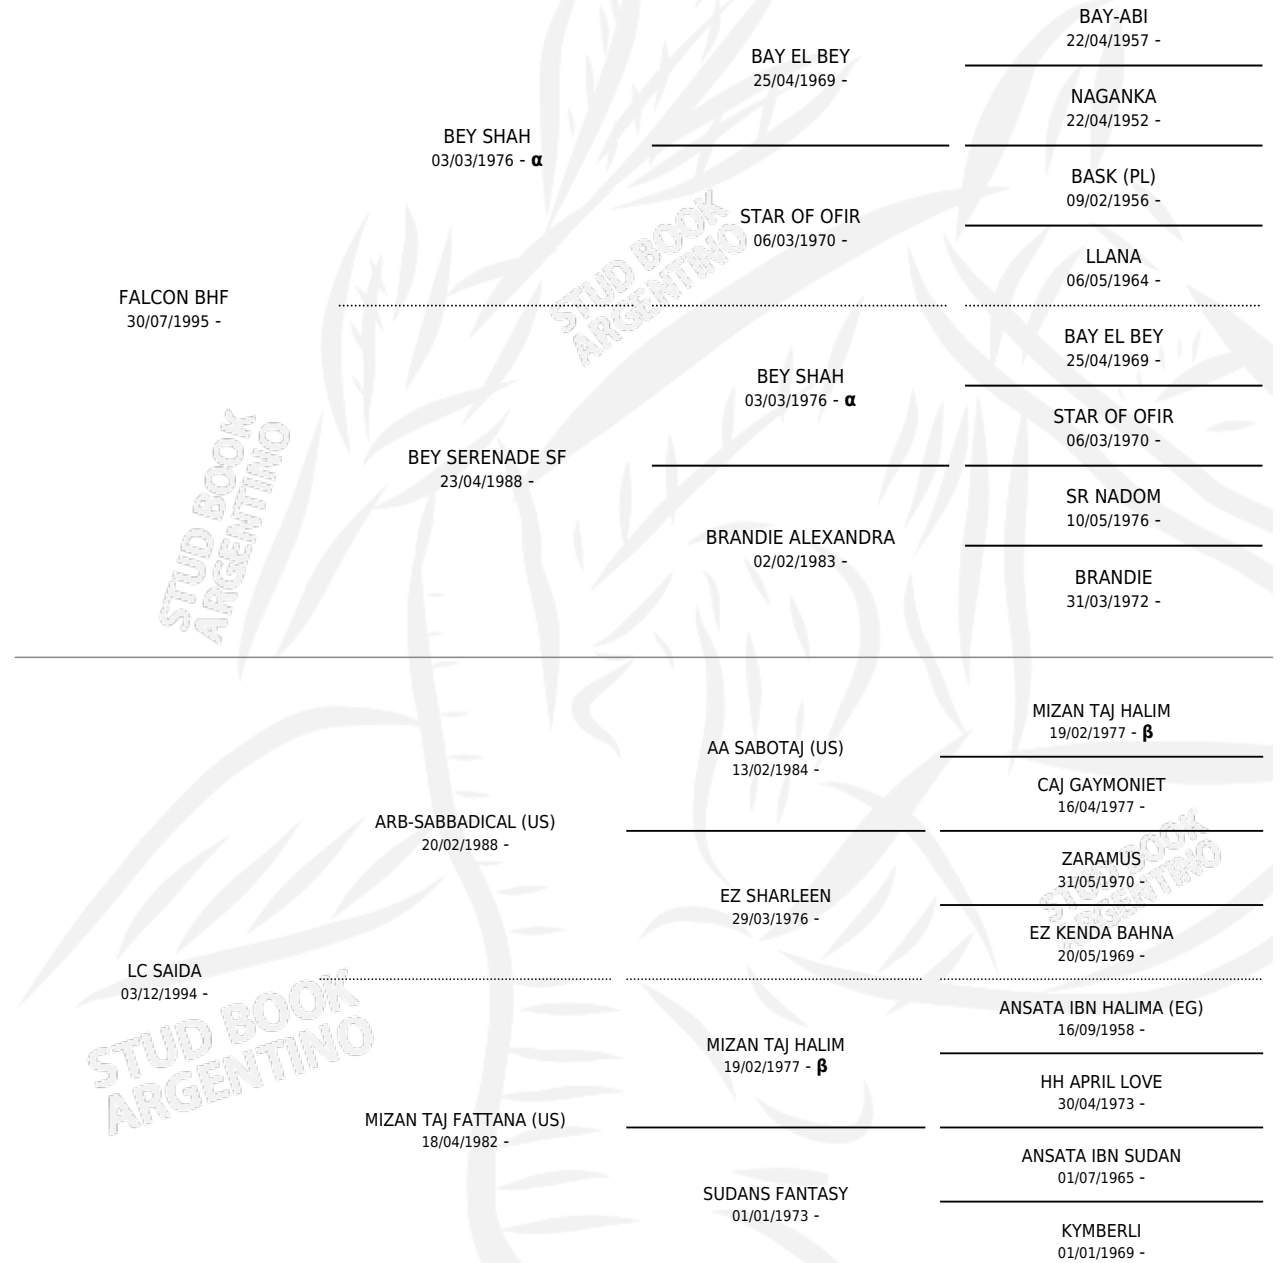 BAY-ABI
22/04/1957 -
BAY EL BEY
25/04/1969 -
NAGANKA
22/04/1952 -
BEY SHAH
03/03/1976 - α
BASK (PL)
09/02/1956 -
STAR OF OFIR
06/03/1970 -
LLANA
06/05/1964 -
FALCON BHF
30/07/1995 -
BAY EL BEY
25/04/1969 -
BEY SHAH
03/03/1976 - α
STAR OF OFIR
06/03/1970 -
BEY SERENADE SF
23/04/1988 -
SR NADOM
10/05/1976 -
BRANDIE ALEXANDRA
02/02/1983 -
BRANDIE
31/03/1972 -
MIZAN TAJ HALIM
19/02/1977 - β
AA SABOTAJ (US)
13/02/1984 -
CAJ GAYMONIET
16/04/1977 -
ARB-SABBADICAL (US)
20/02/1988 -
ZARAMUS
31/05/1970 -
EZ SHARLEEN
29/03/1976 -
EZ KENDA BAHNA
20/05/1969 -
LC SAIDA
03/12/1994 -
ANSATA IBN HALIMA (EG)
16/09/1958 -
MIZAN TAJ HALIM
19/02/1977 - β
HH APRIL LOVE
30/04/1973 -
MIZAN TAJ FATTANA (US)
18/04/1982 -
ANSATA IBN SUDAN
01/07/1965 -
SUDANS FANTASY
01/01/1973 -
KYMBERLI
01/01/1969 -
STUD BOOK
ARGENTINO
STUD BOOK
ARGENTINO
STUD BOOK
ARGENTINO
STUD BOOK
ARGENTINO